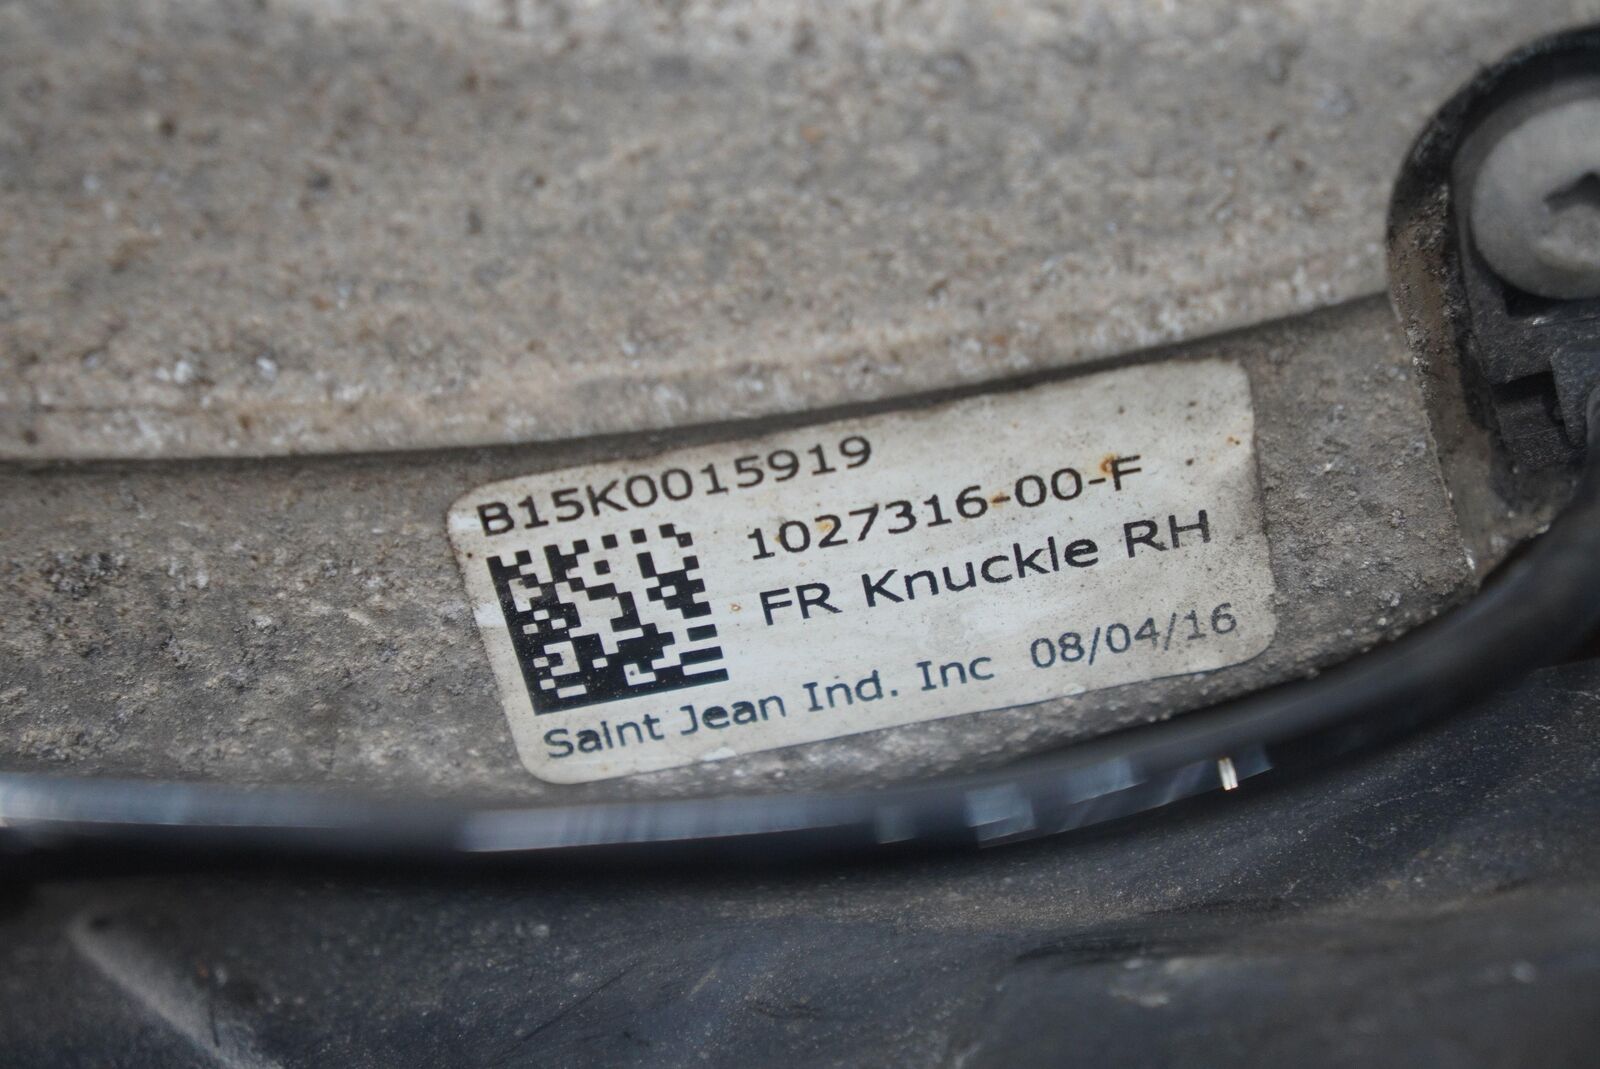 B15K0015919
1027316-00-F
FR Knuckle RH
Saint Jean Ind. Inc 08/04/16